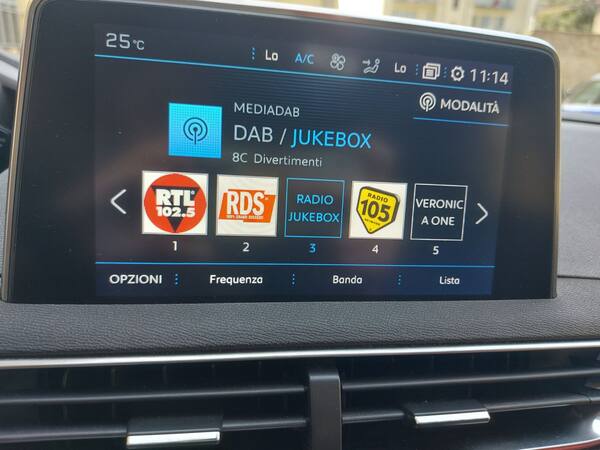 25°C
Lo A/C Lo 11:14
MODALITÀ
MEDIADAB
DAB / JUKEBOX
8C Divertimenti
RTL
102.5
RDS
RADIO
JUKEBOX
RADIO
105
VERONIC
A ONE
1 2 3 4 5
OPZIONI Frequenza Banda Lista